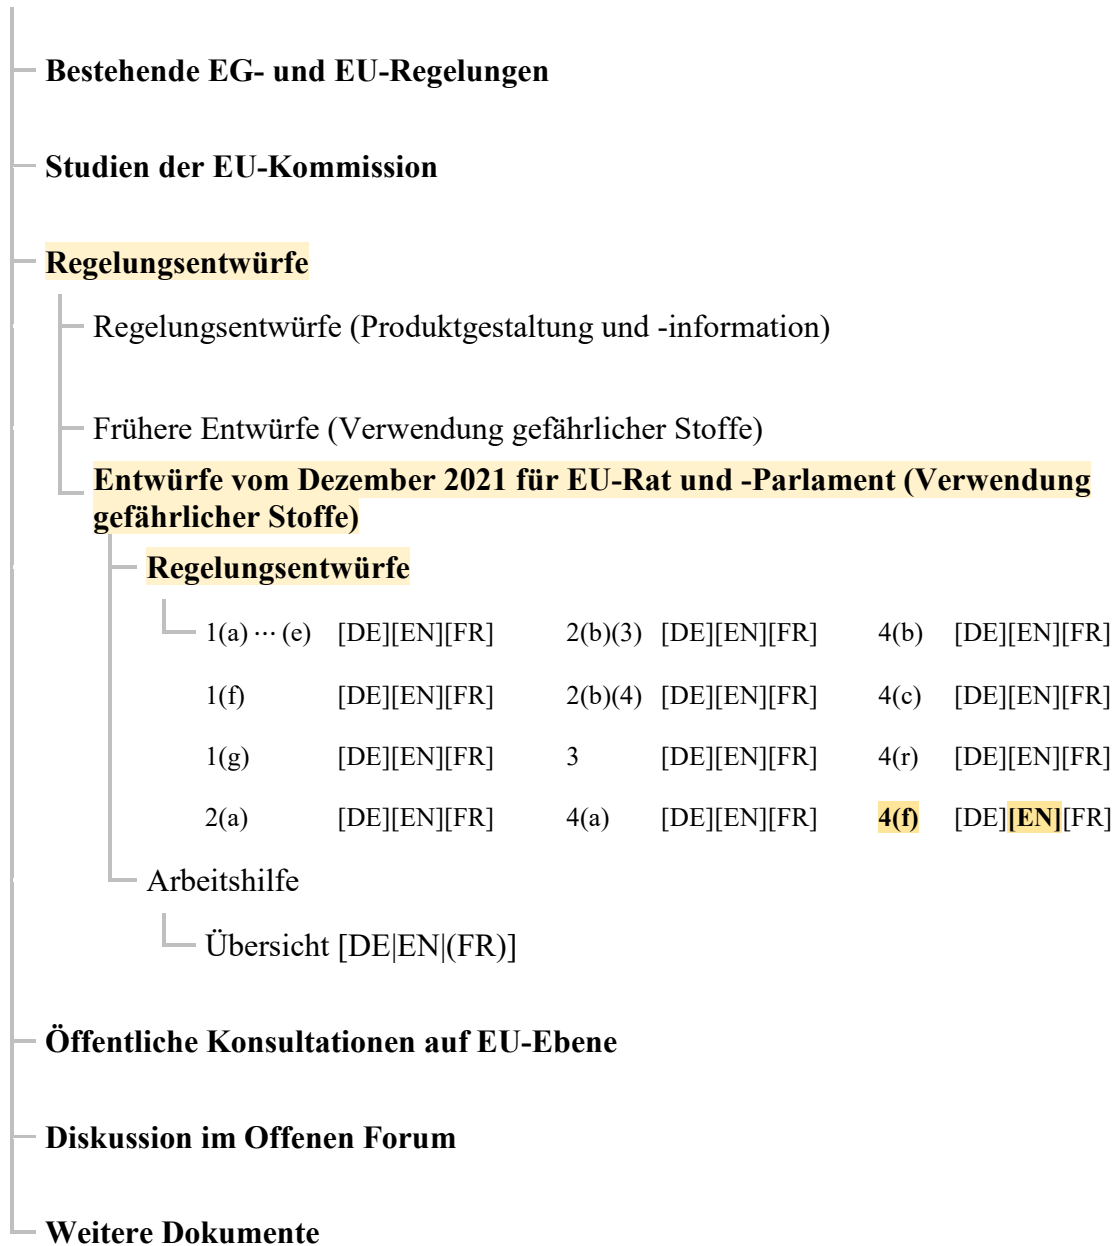 Bestehende EG- und EU-Regelungen
Studien der EU-Kommission
Regelungsentwürfe
Regelungsentwürfe (Produktgestaltung und -information)
Frühere Entwürfe (Verwendung gefährlicher Stoffe)
Entwürfe vom Dezember 2021 für EU-Rat und -Parlament (Verwendung
gefährlicher Stoffe)
Regelungsentwürfe
1(a) ··· (e) [DE][EN][FR] 2(b)(3) [DE][EN][FR] 4(b) [DE][EN][FR]
1(f) [DE][EN][FR] 2(b)(4) [DE][EN][FR] 4(c) [DE][EN][FR]
1(g) [DE][EN][FR] 3 [DE][EN][FR] 4(r) [DE][EN][FR]
2(a) [DE][EN][FR] 4(a) [DE][EN][FR] 4(f) [DE][EN][FR]
Arbeitshilfe
Übersicht [DE|EN|(FR)]
Öffentliche Konsultationen auf EU-Ebene
Diskussion im Offenen Forum
Weitere Dokumente